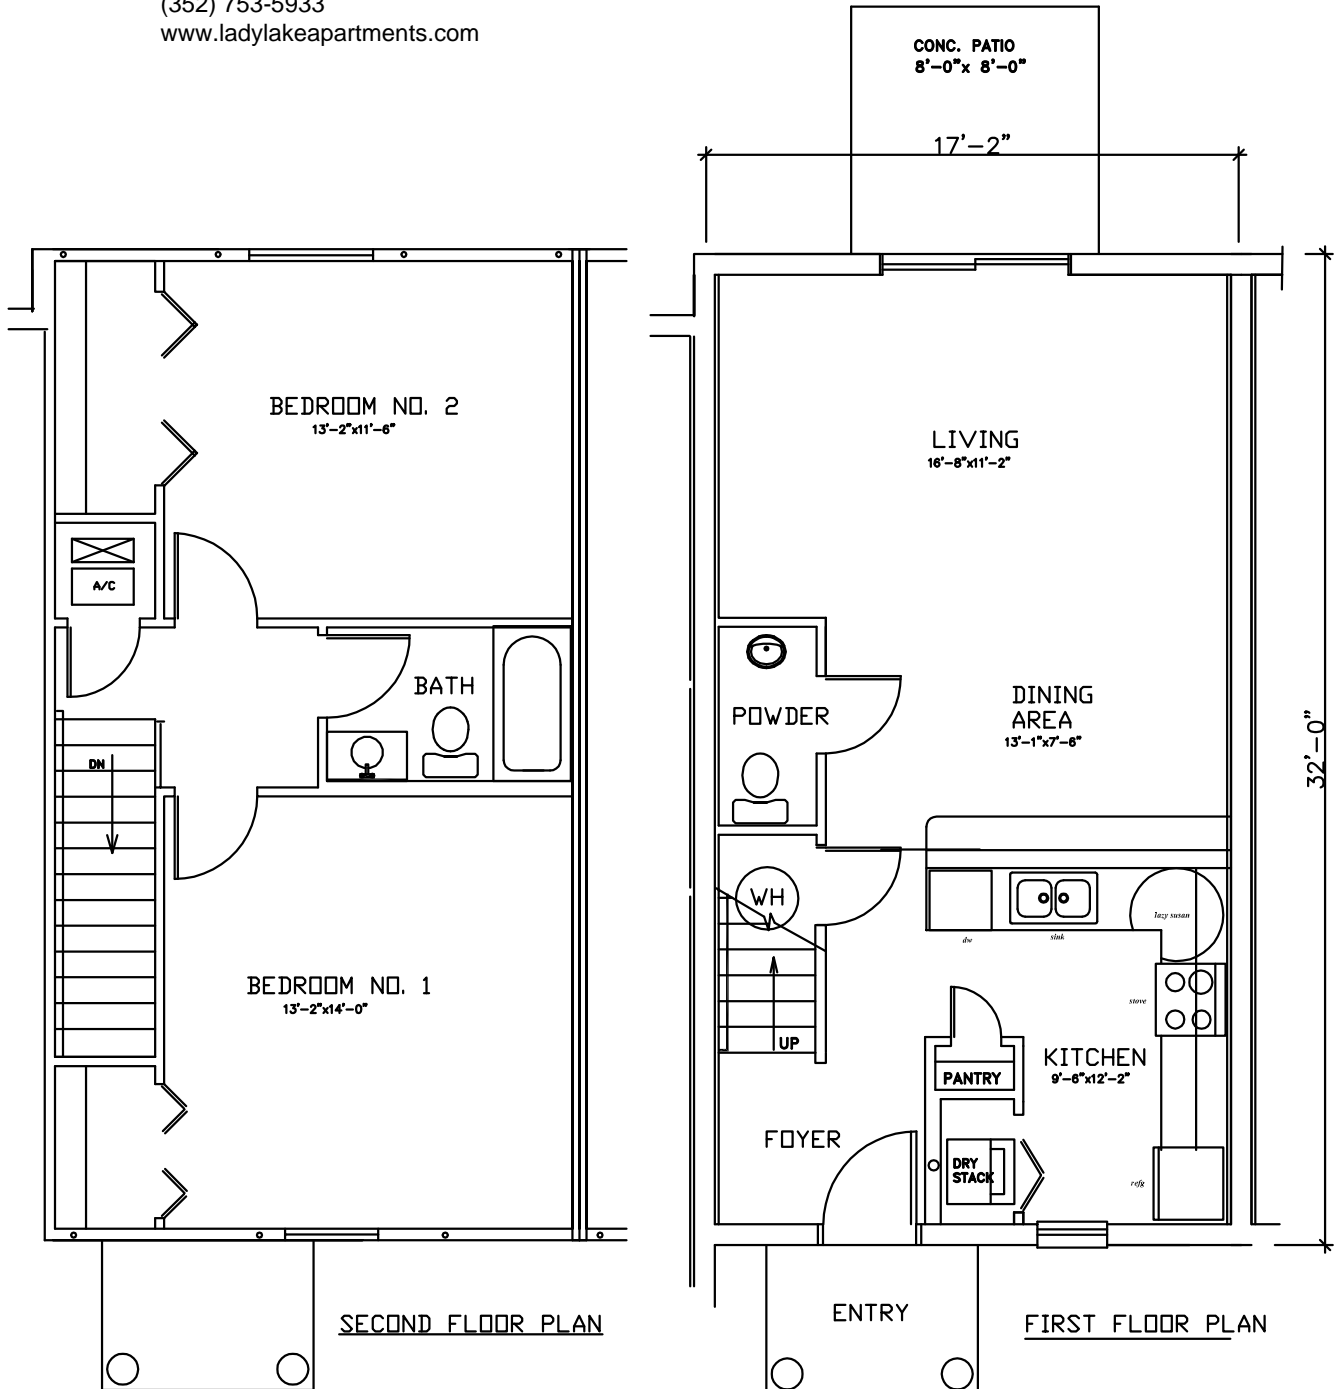 (352) 753-5933
www.ladylakeapartments.com
CONC. PATIO
8'-0"x 8'-0"
17'-2"
BEDROOM NO. 2
13'-2"x11'-6"
A/C
BATH
DN
BEDROOM NO. 1
13'-2"x14'-0"
SECOND FLOOR PLAN
LIVING
16'-8"x11'-2"
DINING
AREA
13'-1"x7'-6"
POWDER
32'-0"
WH
dw
sink
lazy susan
stove
UP
KITCHEN
9'-6"x12'-2"
PANTRY
FOYER
DRY
STACK
refg
ENTRY
FIRST FLOOR PLAN